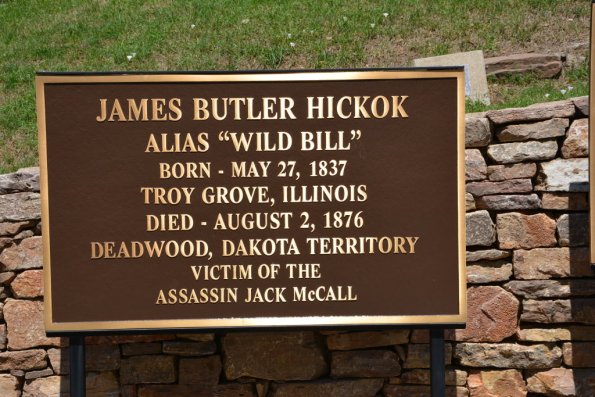 JAMES BUTLER HICKOK
ALIAS “WILD BILL”
BORN - MAY 27, 1837
TROY GROVE, ILLINOIS
DIED - AUGUST 2, 1876
DEADWOOD, DAKOTA TERRITORY
VICTIM OF THE
ASSASSIN JACK McCALL